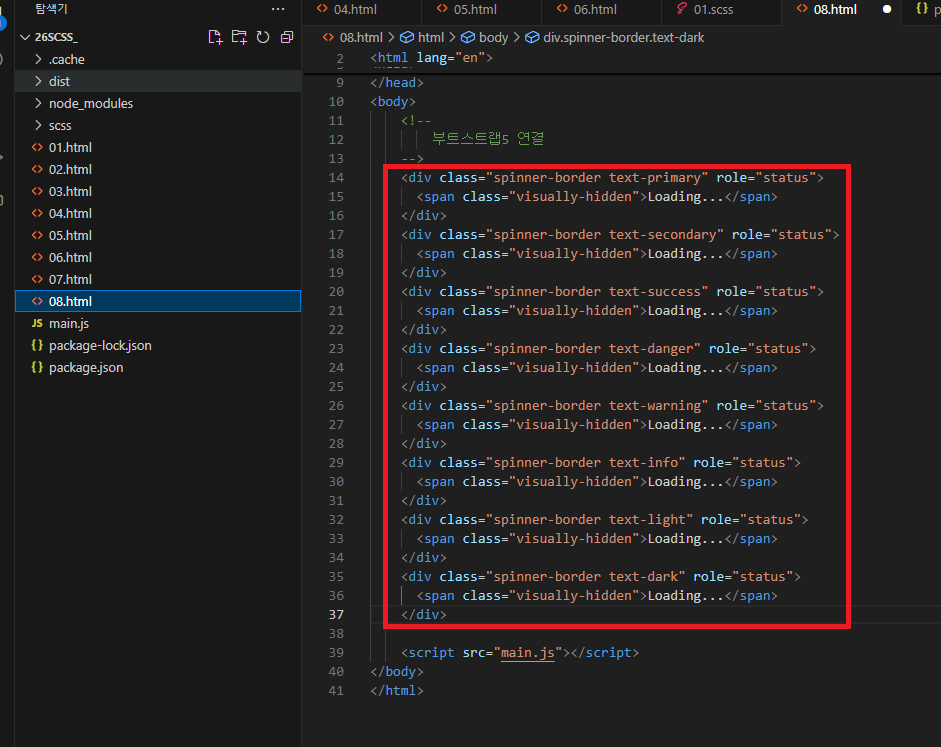 탐색기 ···
26SCSS_
.cache
dist
node_modules
scss
01.html
02.html
03.html
04.html
05.html
06.html
07.html
08.html
JS main.js
{} package-lock.json
{} package.json
<> 04.html <> 05.html <> 06.html 01.scss <> 08.html ● {} p
<> 08.html > html > body > div.spinner-border.text-dark
2 <html lang="en">
9 </head>
10 <body>
11 <!--
12 부트스트랩5 연결
13 -->
14 <div class="spinner-border text-primary" role="status">
15 <span class="visually-hidden">Loading...</span>
16 </div>
17 <div class="spinner-border text-secondary" role="status">
18 <span class="visually-hidden">Loading...</span>
19 </div>
20 <div class="spinner-border text-success" role="status">
21 <span class="visually-hidden">Loading...</span>
22 </div>
23 <div class="spinner-border text-danger" role="status">
24 <span class="visually-hidden">Loading...</span>
25 </div>
26 <div class="spinner-border text-warning" role="status">
27 <span class="visually-hidden">Loading...</span>
28 </div>
29 <div class="spinner-border text-info" role="status">
30 <span class="visually-hidden">Loading...</span>
31 </div>
32 <div class="spinner-border text-light" role="status">
33 <span class="visually-hidden">Loading...</span>
34 </div>
35 <div class="spinner-border text-dark" role="status">
36 <span class="visually-hidden">Loading...</span>
37 </div>
38
39 <script src="main.js"></script>
40 </body>
41 </html>